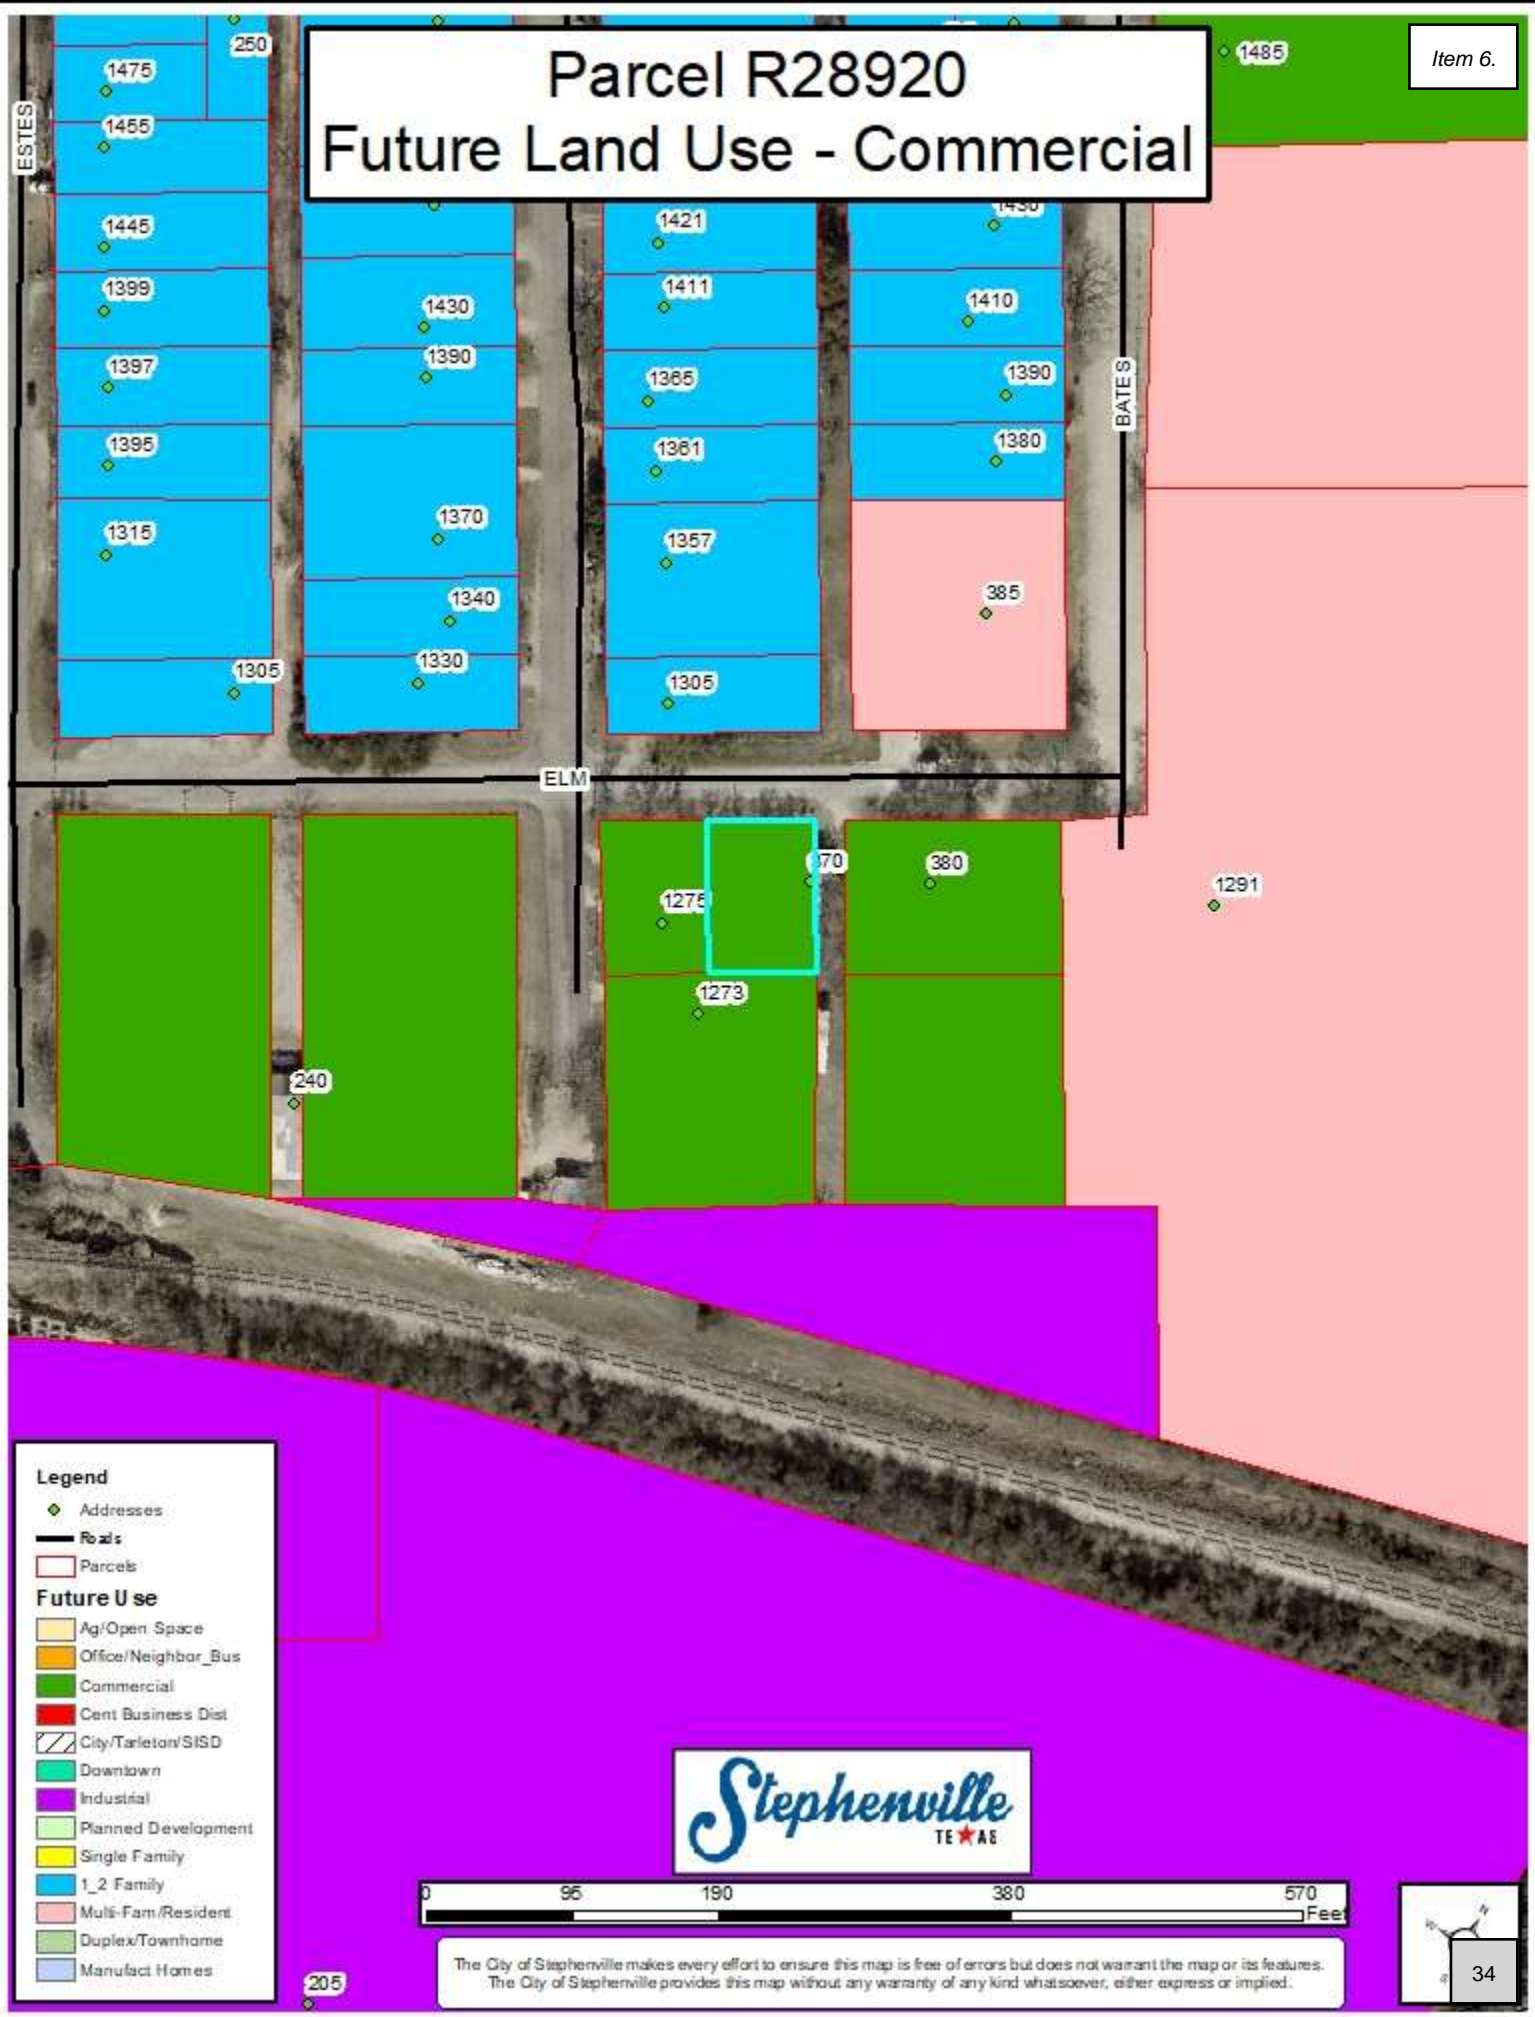 Parcel R28920
Future Land Use - Commercial
Item 6.
250
1475
1485
1455
ESTES
1445
1421
1430
1399
1430
1411
1410
1397
1390
1365
1390
BATES
1395
1361
1380
1315
1370
1357
385
1340
1305
1330
1305
ELM
1275
370
380
1291
1273
240
Legend
Addresses
Roads
Parcels
Future Use
Ag/Open Space
Office/Neighbor_Bus
Commercial
Cent Business Dist
City/Tarleton/SISD
Downtown
Industrial
Planned Development
Single Family
1_2 Family
Multi-Fam/Resident
Duplex/Townhome
Manufact Homes
Stephenville
TEXAS
0 95 190 380 570
Feet
The City of Stephenville makes every effort to ensure this map is free of errors but does not warrant the map or its features.
The City of Stephenville provides this map without any warranty of any kind whatsoever, either express or implied.
205
N
34